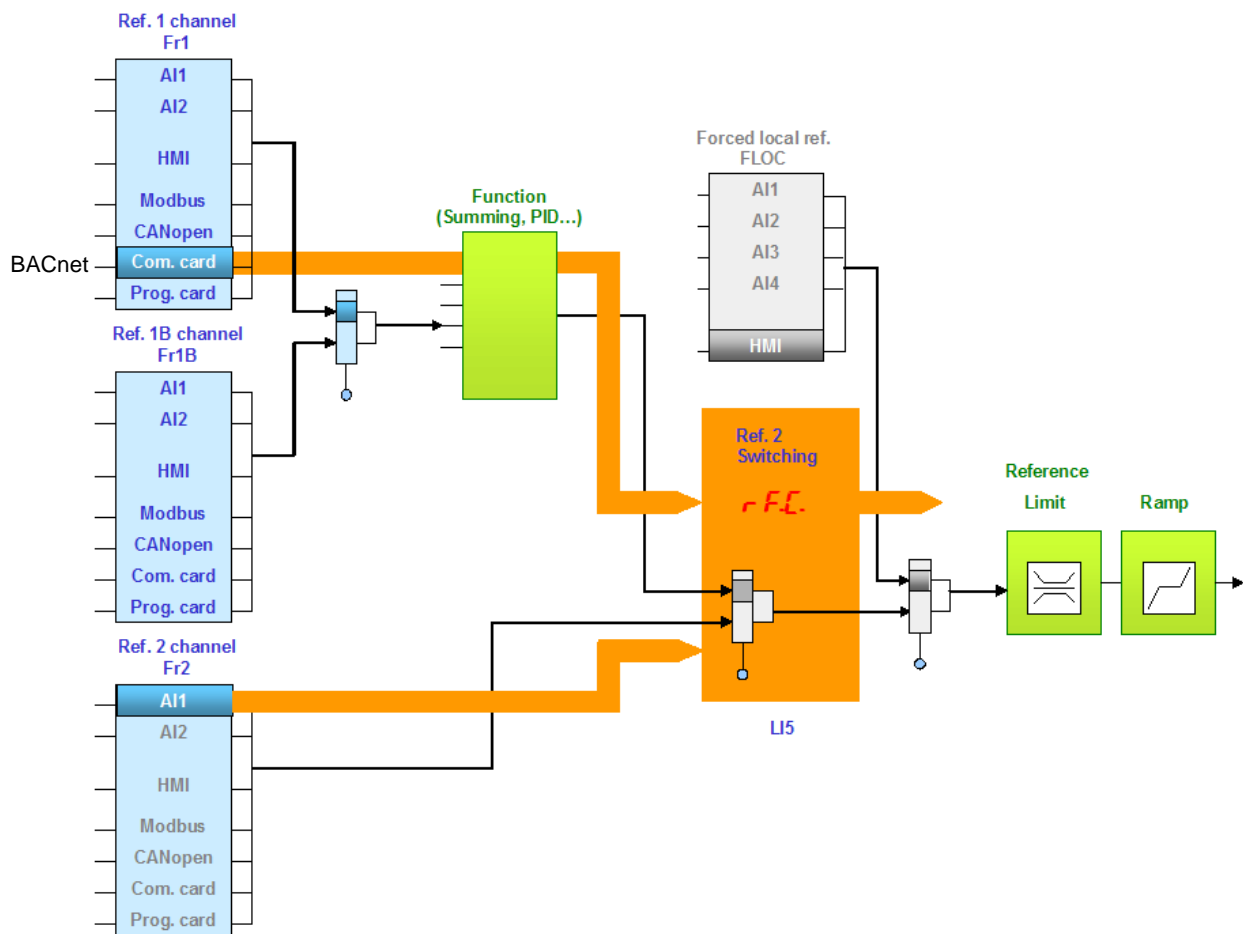 Ref. 1 channel
Fr1
AI1
AI2
HMI
Modbus
CANopen
BACnet
Com. card
Prog. card
Ref. 1B channel
Fr1B
AI1
AI2
HMI
Modbus
CANopen
Com. card
Prog. card
Ref. 2 channel
Fr2
AI1
AI2
HMI
Modbus
CANopen
Com. card
Prog. card
Function
(Summing, PID...)
Forced local ref.
FLOC
AI1
AI2
AI3
AI4
HMI
Ref. 2
Switching
rFC.
LI5
Reference
Limit
Ramp